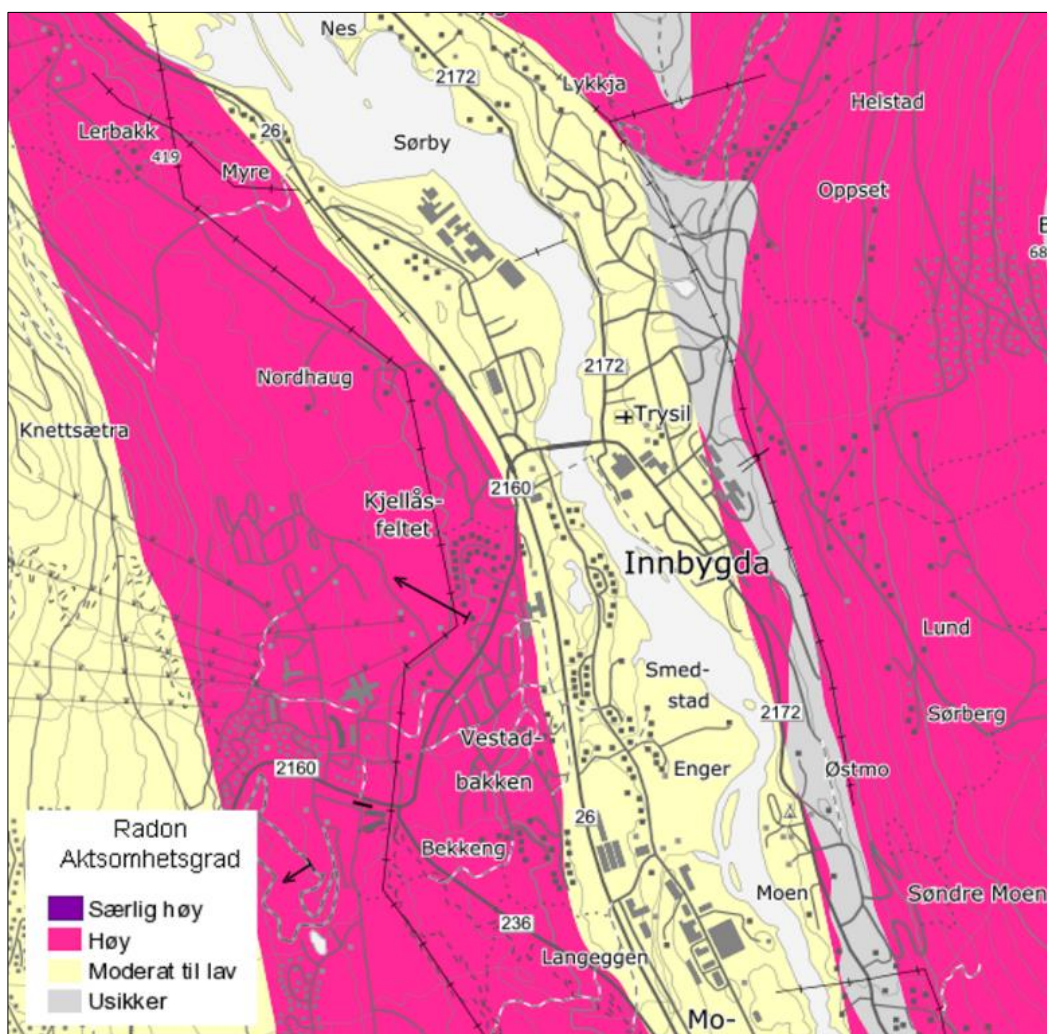 Nes
2172
Lykkja
Helstad
Lerbakk
419
26
Sørby
Myre
Oppset
68
Nordhaug
2172
Trysil
Knettsætra
2160
Kjellås-
feltet
Innbygda
Lund
Smed-
stad
2172
Sørberg
Vestad-
bakken
2160
Enger
Østmo
26
Bekkeng
Moen
Søndre Moen
236
Langeggen
Mo-
Radon
Aktsomhetsgrad
Særlig høy
Høy
Moderat til lav
Usikker